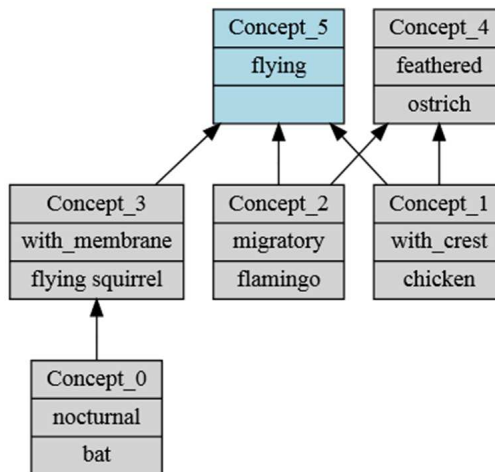 Concept_5
flying
Concept_4
feathered
ostrich
Concept_3
with_membrane
flying squirrel
Concept_2
migratory
flamingo
Concept_1
with_crest
chicken
Concept_0
nocturnal
bat